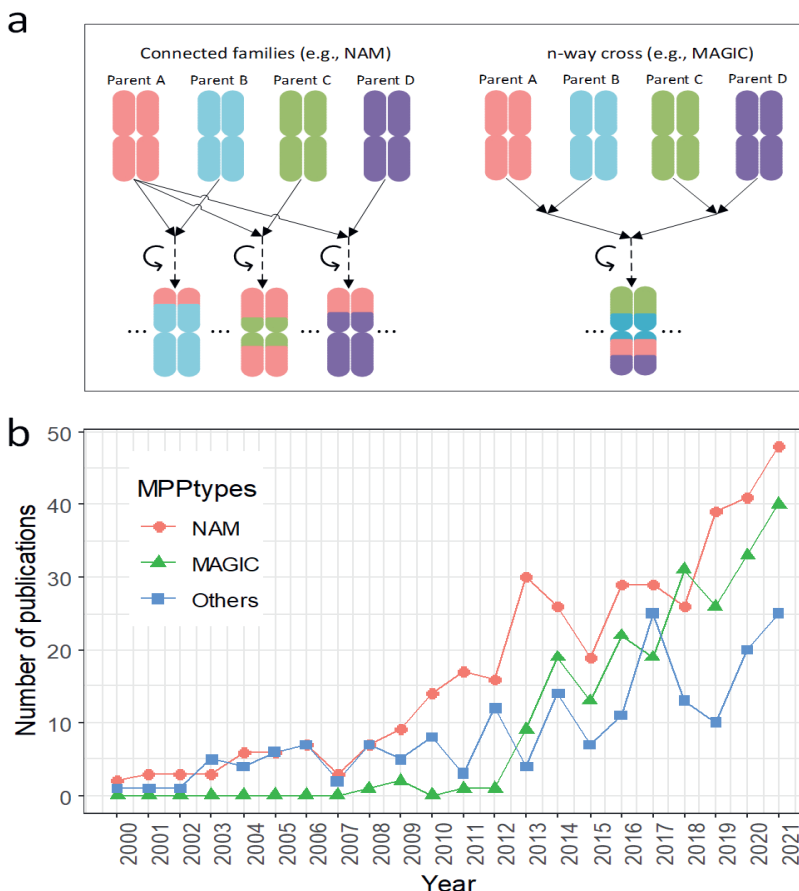 a
Connected families (e.g., NAM)
n-way cross (e.g., MAGIC)
Parent A Parent B Parent C Parent D
Parent A Parent B Parent C Parent D
... ... ... ...
... ...
b
50
40
30
20
10
0
Number of publications
MPPtypes
NAM
MAGIC
Others
2000 2001 2002 2003 2004 2005 2006 2007 2008 2009 2010 2011 2012 2013 2014 2015 2016 2017 2018 2019 2020 2021
Year